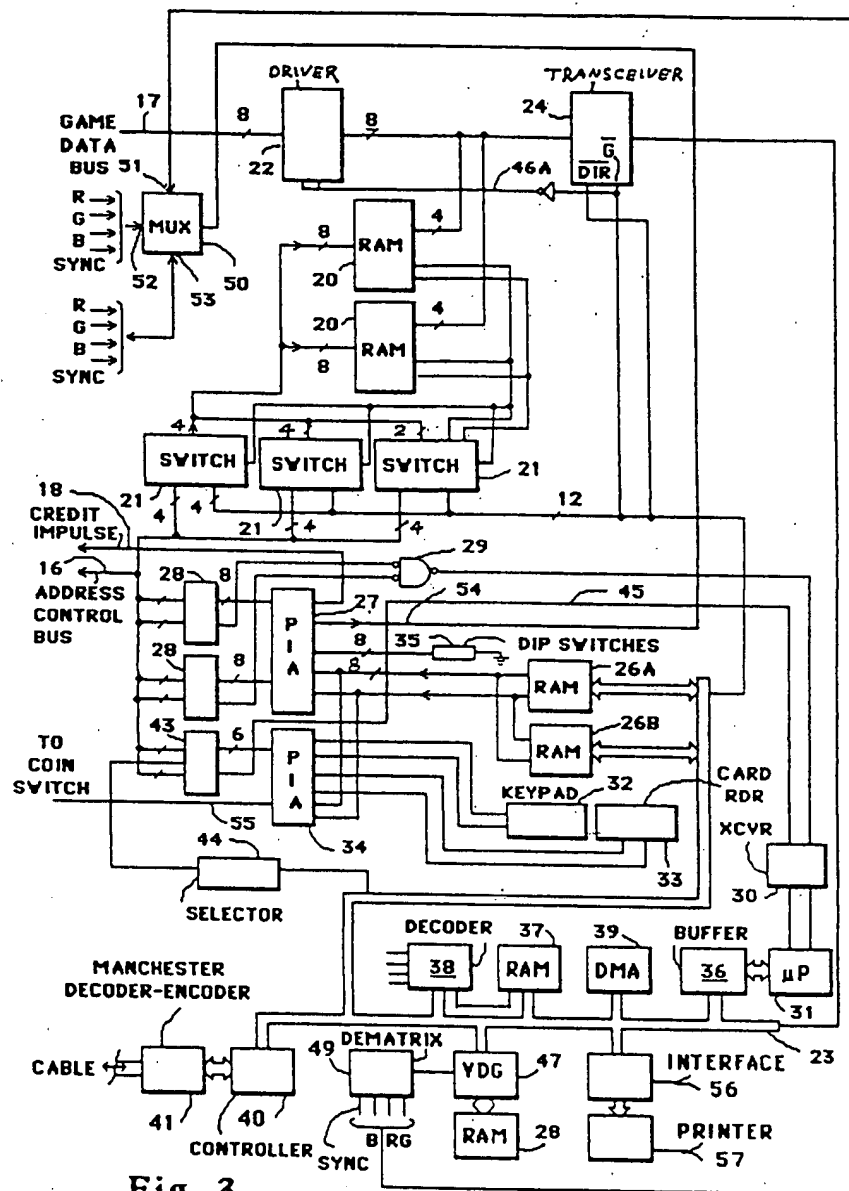 DRIVER
TRANSCEIVER
17
8
8
24
GAME
DATA
BUS
22
G
DIR
51
46A
R
G
B
SYNC
MUX
52
53
50
8
RAM
4
20
R
G
B
SYNC
20
8
RAM
4
4
4
2
SWITCH
SWITCH
SWITCH
21
21
4
4
21
4
4
12
18
CREDIT
IMPULSE
16
ADDRESS
CONTROL
BUS
28
8
29
27
54
45
PIA
8
35
DIP SWITCHES
28
8
8
RAM
26A
RAM
26B
43
6
TO
COIN
SWITCH
PIA
KEYPAD
32
CARD
RDR
55
34
33
XCVR
30
44
SELECTOR
DECODER
38
37
RAM
39
DMA
BUFFER
36
μP
31
MANCHESTER
DECODER-ENCODER
23
CABLE
41
40
CONTROLLER
DEMATRIX
49
VDG
47
INTERFACE
56
SYNC
B RG
RAM
28
PRINTER
57
Fig. 3